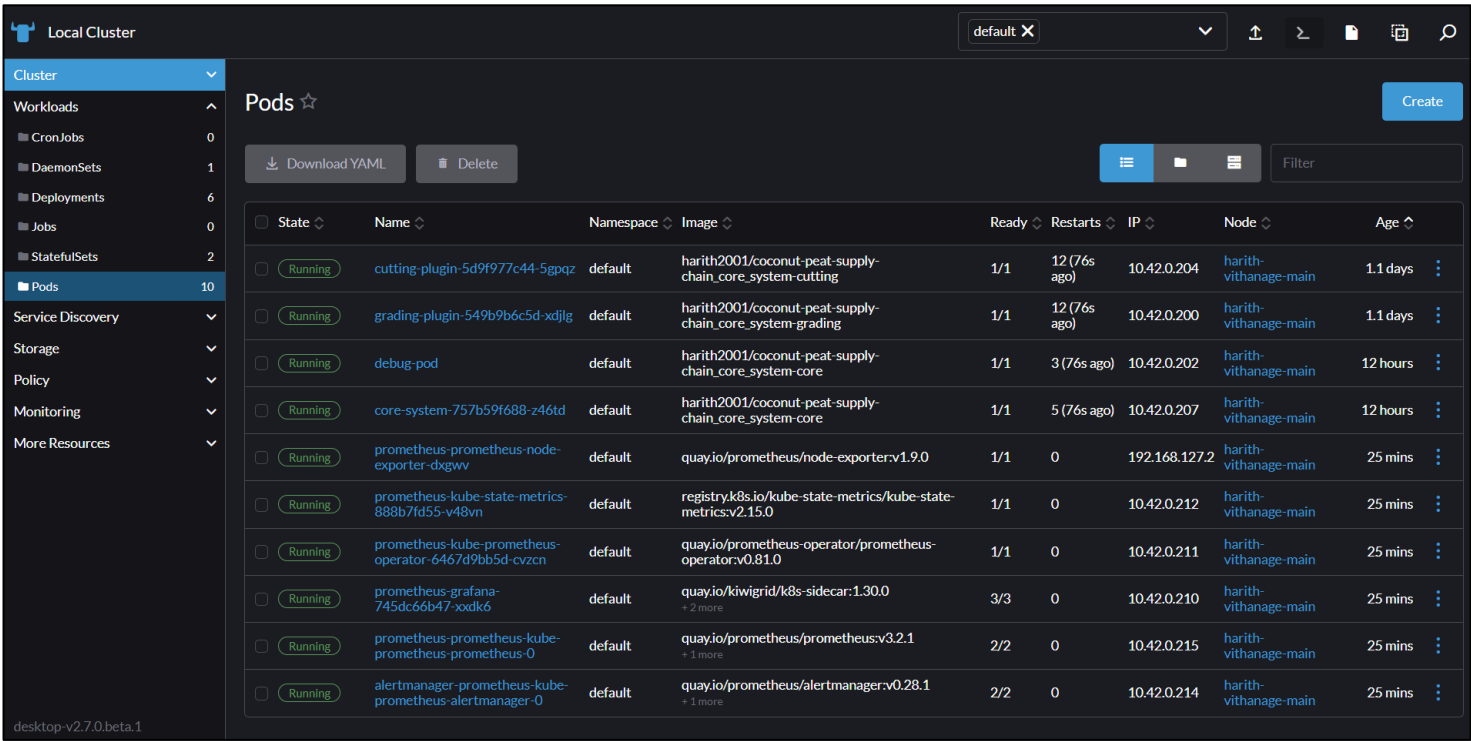 Local Cluster
default
Cluster
Workloads
CronJobs 0
DaemonSets 1
Deployments 6
Jobs 0
StatefulSets 2
Pods 10
Service Discovery
Storage
Policy
Monitoring
More Resources
desktop-v2.7.0.beta.1
Pods
Create
Download YAML Delete
Filter
State Name Namespace Image Ready Restarts IP Node Age
Running cutting-plugin-5d9f977c44-5gpqz default harith2001/coconut-peat-supply-
chain_core_system-cutting 1/1 12 (76s
ago) 10.42.0.204 harith-
vithanage-main 1.1 days
Running grading-plugin-549b9b6c5d-xdjlg default harith2001/coconut-peat-supply-
chain_core_system-grading 1/1 12 (76s
ago) 10.42.0.200 harith-
vithanage-main 1.1 days
Running debug-pod default harith2001/coconut-peat-supply-
chain_core_system-core 1/1 3 (76s ago) 10.42.0.202 harith-
vithanage-main 12 hours
Running core-system-757b59f688-z46td default harith2001/coconut-peat-supply-
chain_core_system-core 1/1 5 (76s ago) 10.42.0.207 harith-
vithanage-main 12 hours
Running prometheus-prometheus-node-
exporter-dxgwv default quay.io/prometheus/node-exporter:v1.9.0 1/1 0 192.168.127.2 harith-
vithanage-main 25 mins
Running prometheus-kube-state-metrics-
888b7fd55-v48vn default registry.k8s.io/kube-state-metrics/kube-state-
metrics:v2.15.0 1/1 0 10.42.0.212 harith-
vithanage-main 25 mins
Running prometheus-kube-prometheus-
operator-6467d9bb5d-cvzcn default quay.io/prometheus-operator/prometheus-
operator:v0.81.0 1/1 0 10.42.0.211 harith-
vithanage-main 25 mins
Running prometheus-grafana-
745dc66b47-xxdk6 default quay.io/kiwigrid/k8s-sidecar:1.30.0
+ 2 more 3/3 0 10.42.0.210 harith-
vithanage-main 25 mins
Running prometheus-prometheus-kube-
prometheus-prometheus-0 default quay.io/prometheus/prometheus:v3.2.1
+ 1 more 2/2 0 10.42.0.215 harith-
vithanage-main 25 mins
Running alertmanager-prometheus-kube-
prometheus-alertmanager-0 default quay.io/prometheus/alertmanager:v0.28.1
+ 1 more 2/2 0 10.42.0.214 harith-
vithanage-main 25 mins